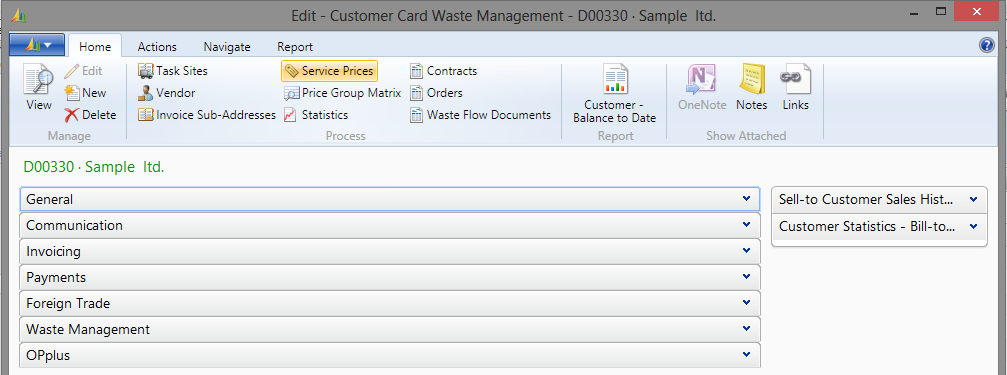 Edit - Customer Card Waste Management - D00330 · Sample ltd.
Home Actions Navigate Report
View Edit New Delete
Manage
Task Sites Service Prices Contracts
Vendor Price Group Matrix Orders
Invoice Sub-Addresses Statistics Waste Flow Documents
Process
Customer -
Balance to Date
Report
OneNote Notes Links
Show Attached
D00330 · Sample ltd.
General
Communication
Invoicing
Payments
Foreign Trade
Waste Management
OPplus
Sell-to Customer Sales Hist...
Customer Statistics - Bill-to...